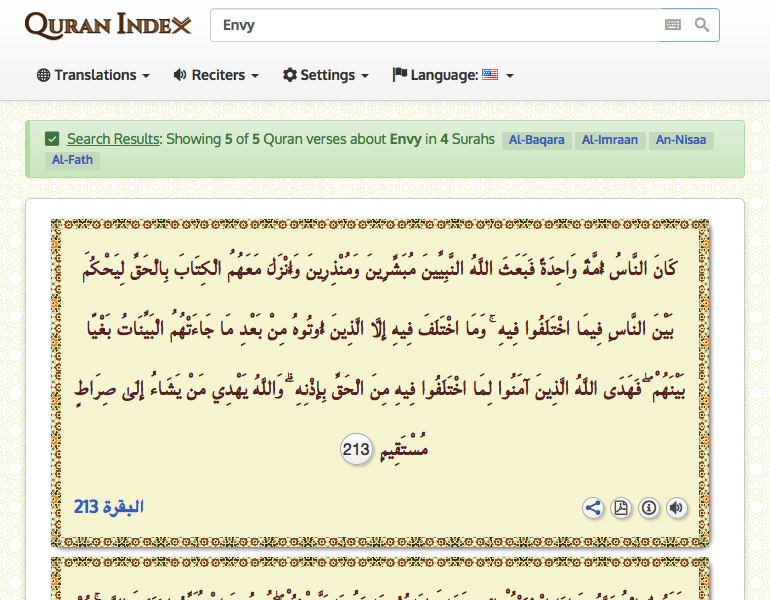 Quran Index
Envy
Translations
Reciters
Settings
Language:
Search Results: Showing 5 of 5 Quran verses about Envy in 4 Surahs Al-Baqara Al-Imraan An-Nisaa
Al-Fath
كَانَ النَّاسُ أُمَّةً وَاحِدَةً فَبَعَثَ اللَّهُ النَّبِيِّينَ مُبَشِّرِينَ وَمُنْذِرِينَ وَأَنْزَلَ مَعَهُمُ الْكِتَابَ بِالْحَقِّ لِيَحْكُمَ
بَيْنَ النَّاسِ فِيمَا اخْتَلَفُوا فِيهِ ۚ وَمَا اخْتَلَفَ فِيهِ إِلَّا الَّذِينَ أُوتُوهُ مِنْ بَعْدِ مَا جَاءَتْهُمُ الْبَيِّنَاتُ بَغْيًا
بَيْنَهُمْ ۖ فَهَدَى اللَّهُ الَّذِينَ آمَنُوا لِمَا اخْتَلَفُوا فِيهِ مِنَ الْحَقِّ بِإِذْنِهِ ۗ وَاللَّهُ يَهْدِي مَنْ يَشَاءُ إِلَىٰ صِرَاطٍ
مُسْتَقِيمٍ 213
البقرة 213